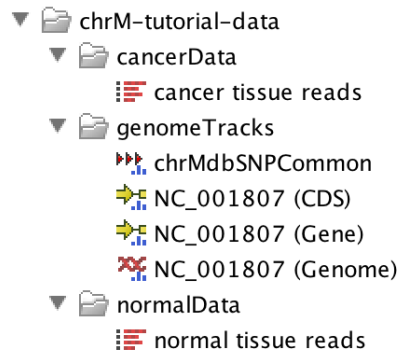 chrM-tutorial-data
cancerData
cancer tissue reads
genomeTracks
chrMdbSNPCommon
NC_001807 (CDS)
NC_001807 (Gene)
NC_001807 (Genome)
normalData
normal tissue reads